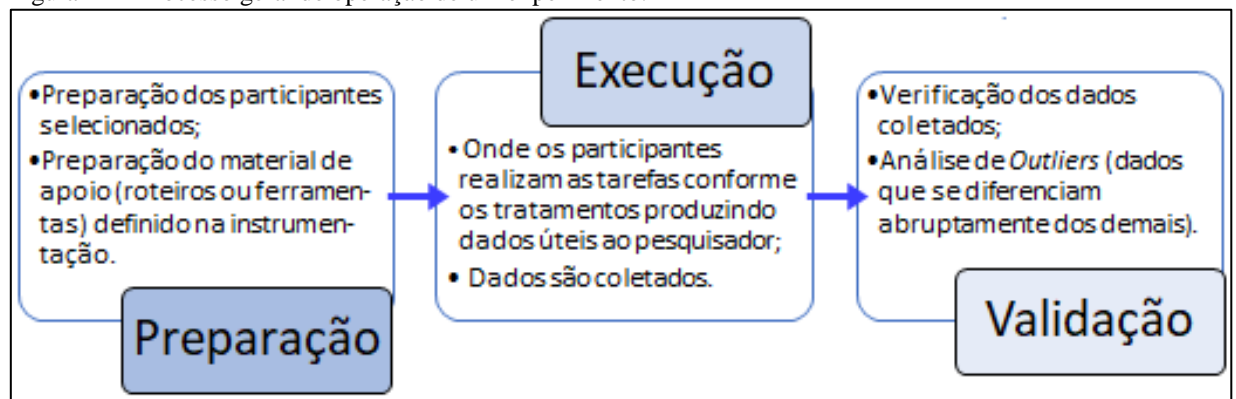 •Preparação dos participantes
selecionados;
•Preparação do material de
apoio (roteiros ou ferramen-
tas) definido na instrumen-
tação.
Preparação
Execução
• Onde os participantes
realizam as tarefas conforme
os tratamentos produzindo
dados úteis ao pesquisador;
• Dados são coletados.
•Verificação dos dados
coletados;
•Análise de Outliers (dados
que se diferenciam
abruptamente dos demais).
Validação